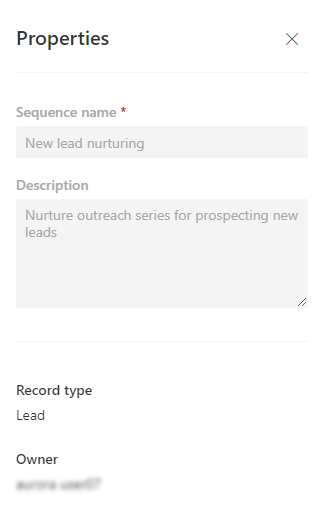 Properties
Sequence name *
New lead nurturing
Description
Nurture outreach series for prospecting new
leads
Record type
Lead
Owner